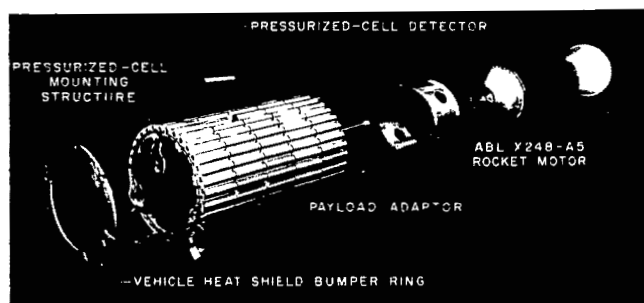 PRESSURIZED-CELL DETECTOR
PRESSURIZED-CELL
MOUNTING
STRUCTURE
ABL X248-A5
ROCKET MOTOR
PAYLOAD ADAPTOR
VEHICLE HEAT SHIELD BUMPER RING